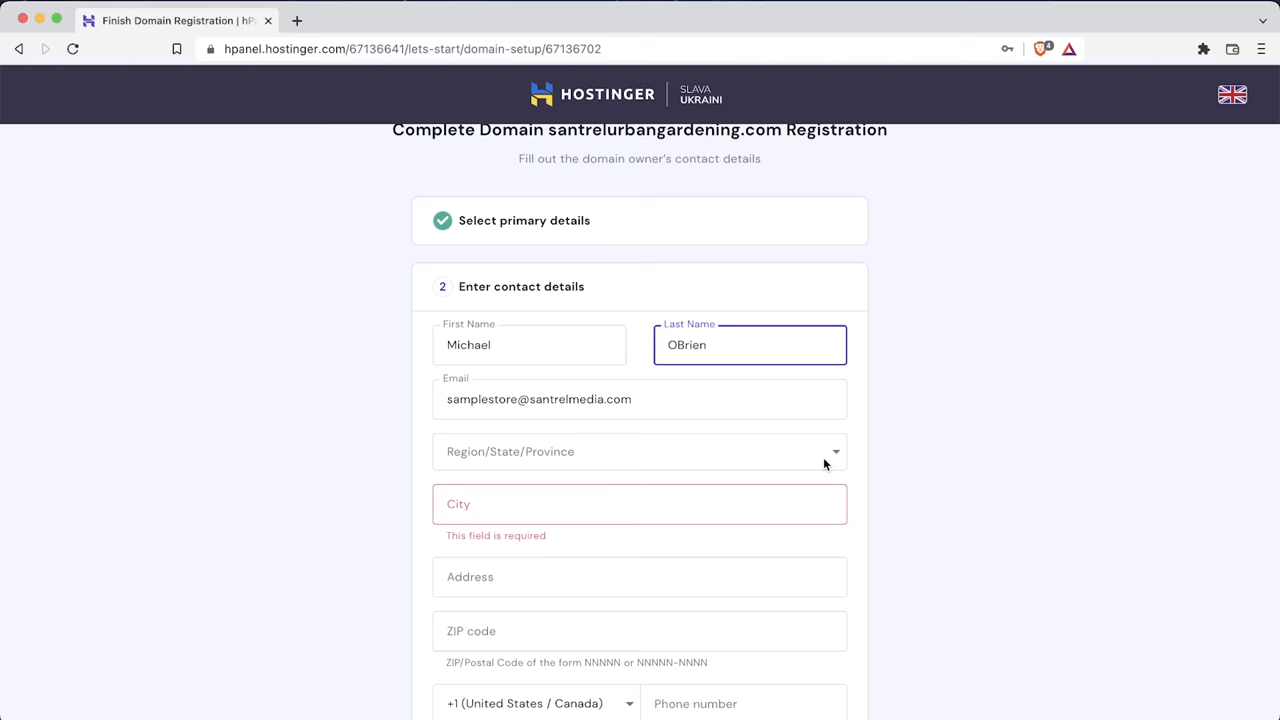 Finish Domain Registration | hP
hpanel.hostinger.com/67136641/lets-start/domain-setup/67136702
4
HOSTINGER
SLAVA
UKRAINI
Complete Domain santrelurbangardening.com Registration
Fill out the domain owner's contact details
Select primary details
2 Enter contact details
First Name
Michael
Last Name
OBrien
Email
samplestore@santrelmedia.com
Region/State/Province
City
This field is required
Address
ZIP code
ZIP/Postal Code of the form NNNNN or NNNNN-NNNN
+1 (United States / Canada)
Phone number